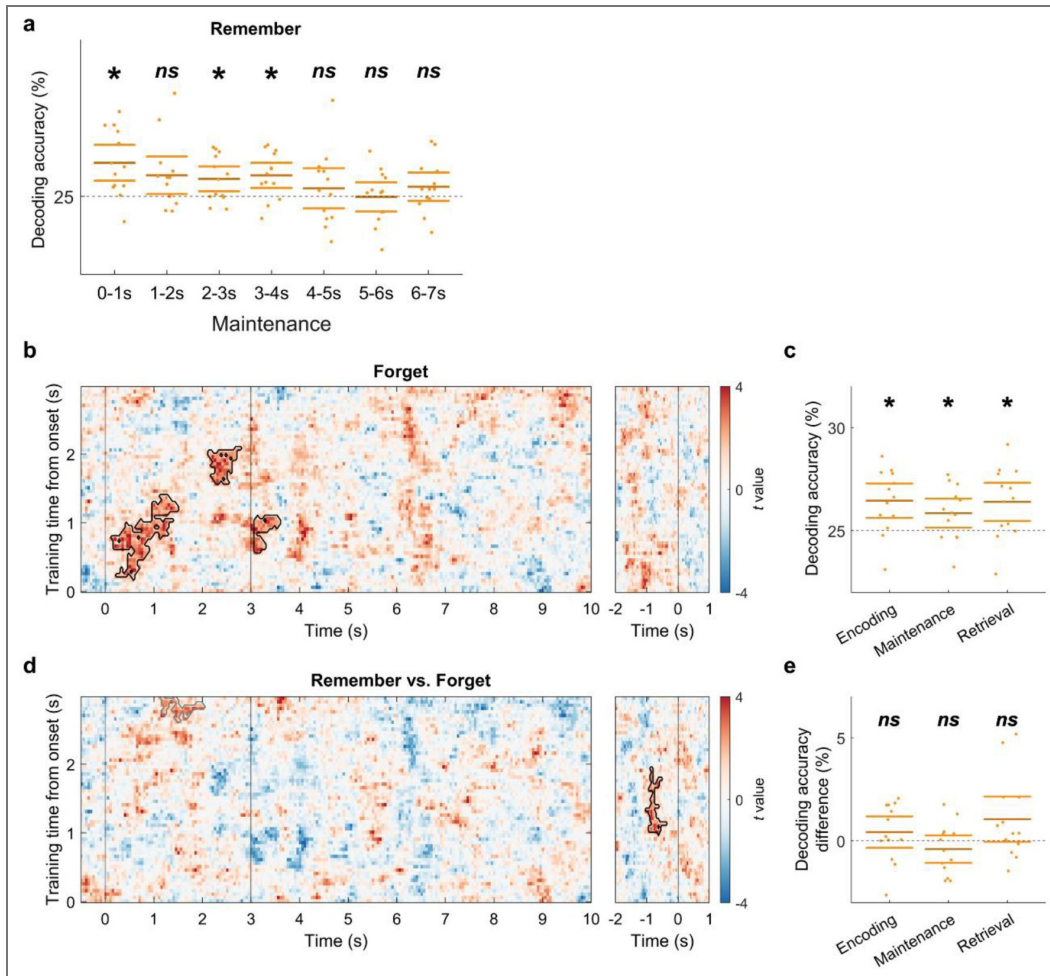 a
Remember
* ns * * ns ns ns
Decoding accuracy (%)
25
0-1s 1-2s 2-3s 3-4s 4-5s 5-6s 6-7s
Maintenance
b
Forget
Training time from onset (s)
2
1
0
0 1 2 3 4 5 6 7 8 9 10
Time (s)
-2 -1 0 1
Time (s)
4
0
-4
t value
c
* * *
Decoding accuracy (%)
30
25
Encoding
Maintenance
Retrieval
d
Remember vs. Forget
Training time from onset (s)
2
1
0
0 1 2 3 4 5 6 7 8 9 10
Time (s)
-2 -1 0 1
Time (s)
4
0
-4
t value
e
ns ns ns
Decoding accuracy
difference (%)
5
0
Encoding
Maintenance
Retrieval